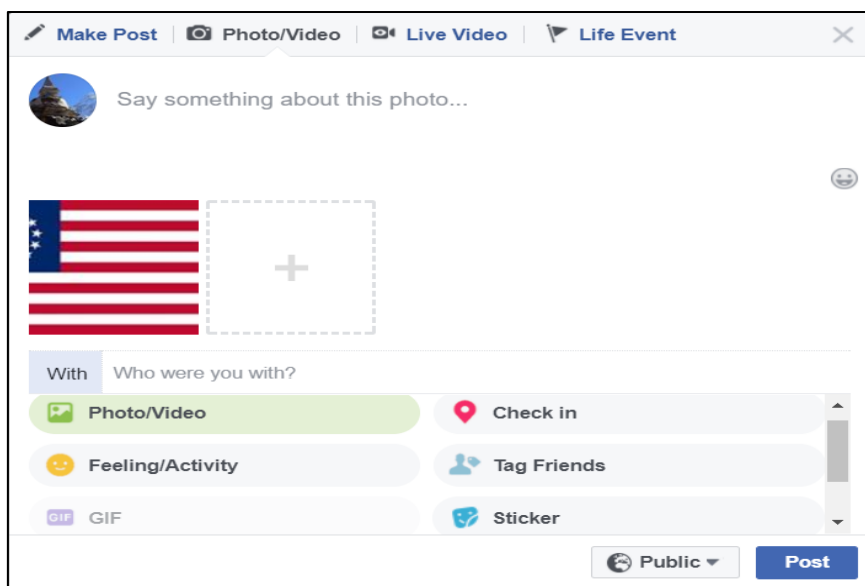 Make Post Photo/Video Live Video Life Event
Say something about this photo...
With Who were you with?
Photo/Video Check in
Feeling/Activity Tag Friends
GIF GIF Sticker
Public Post